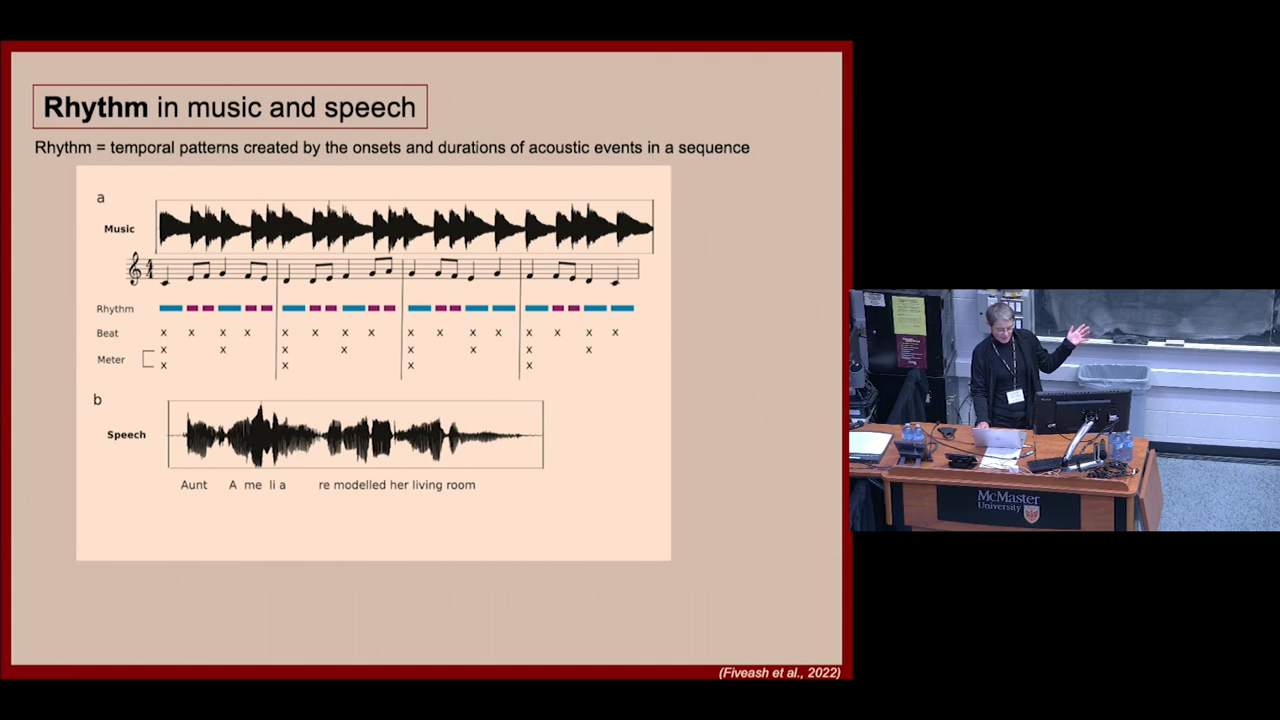 Rhythm in music and speech
Rhythm = temporal patterns created by the onsets and durations of acoustic events in a sequence
a
Music
4
4
Rhythm
Beat x x x x x x x x x x x x x x x x
Meter x x x x x x x x
x x x x
b
Speech
Aunt A me li a re modelled her living room
(Fiveash et al., 2022)
McMaster
University